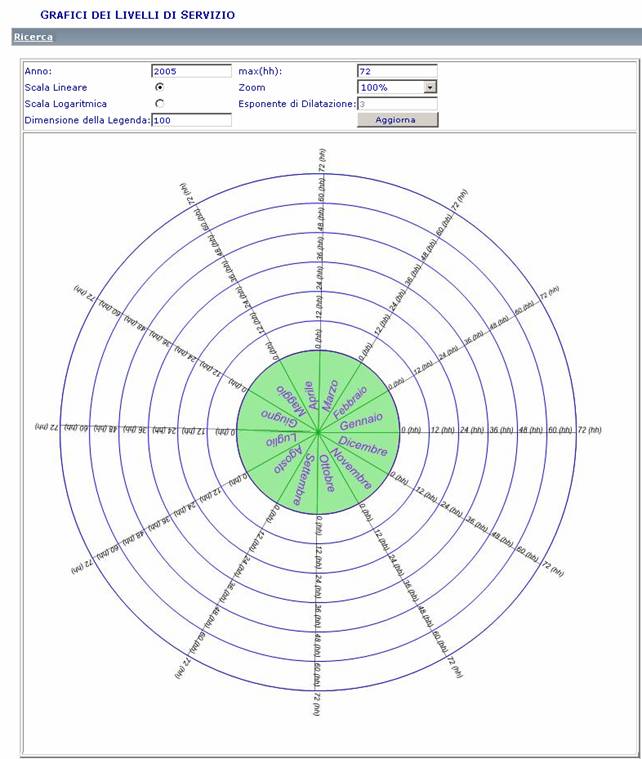 GRAFICI DEI LIVELLI DI SERVIZIO
Ricerca
Anno: 2005 max(hh): 72
Scala Lineare Zoom 100%
Scala Logaritmica Esponente di Dilatazione: 3
Dimensione della Legenda: 100 Aggiorna
0 (hh) 12 (hh) 24 (hh) 36 (hh) 48 (hh) 60 (hh) 72 (hh)
0 (hh) 12 (hh) 24 (hh) 36 (hh) 48 (hh) 60 (hh) 72 (hh)
0 (hh) 12 (hh) 24 (hh) 36 (hh) 48 (hh) 60 (hh) 72 (hh)
0 (hh) 12 (hh) 24 (hh) 36 (hh) 48 (hh) 60 (hh) 72 (hh)
0 (hh) 12 (hh) 24 (hh) 36 (hh) 48 (hh) 60 (hh) 72 (hh)
0 (hh) 12 (hh) 24 (hh) 36 (hh) 48 (hh) 60 (hh) 72 (hh)
0 (hh) 12 (hh) 24 (hh) 36 (hh) 48 (hh) 60 (hh) 72 (hh)
0 (hh) 12 (hh) 24 (hh) 36 (hh) 48 (hh) 60 (hh) 72 (hh)
0 (hh) 12 (hh) 24 (hh) 36 (hh) 48 (hh) 60 (hh) 72 (hh)
0 (hh) 12 (hh) 24 (hh) 36 (hh) 48 (hh) 60 (hh) 72 (hh)
0 (hh) 12 (hh) 24 (hh) 36 (hh) 48 (hh) 60 (hh) 72 (hh)
0 (hh) 12 (hh) 24 (hh) 36 (hh) 48 (hh) 60 (hh) 72 (hh)
Gennaio
Febbraio
Marzo
Aprile
Maggio
Giugno
Luglio
Agosto
Settembre
Ottobre
Novembre
Dicembre